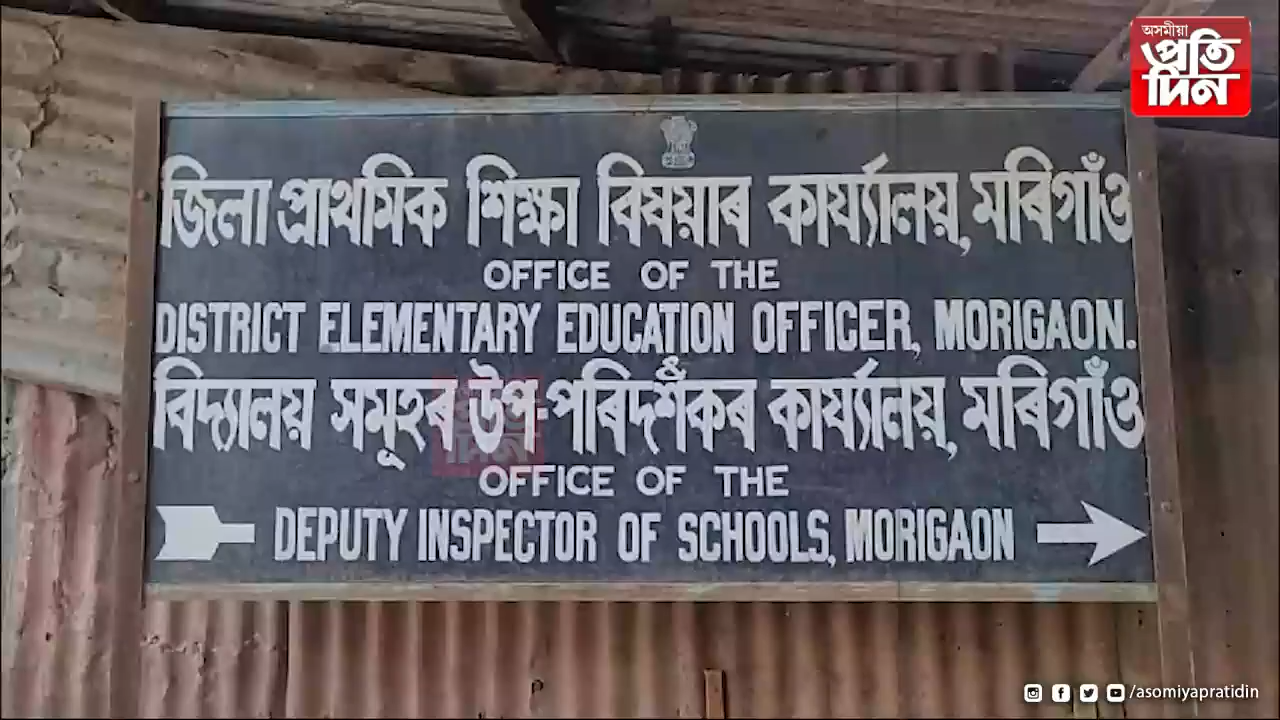 অসমীয়া
প্ৰতি
দিন
জিলা প্ৰাথমিক শিক্ষা বিষয়াৰ কাৰ্য্যালয়, মৰিগাঁও
OFFICE OF THE
DISTRICT ELEMENTARY EDUCATION OFFICER, MORIGAON.
&
বিদ্যালয় সমূহৰ উপ-পৰিদৰ্শকৰ কাৰ্য্যালয়, মৰিগাঁও
OFFICE OF THE
DEPUTY INSPECTOR OF SCHOOLS, MORIGAON
/asomiyapratidin